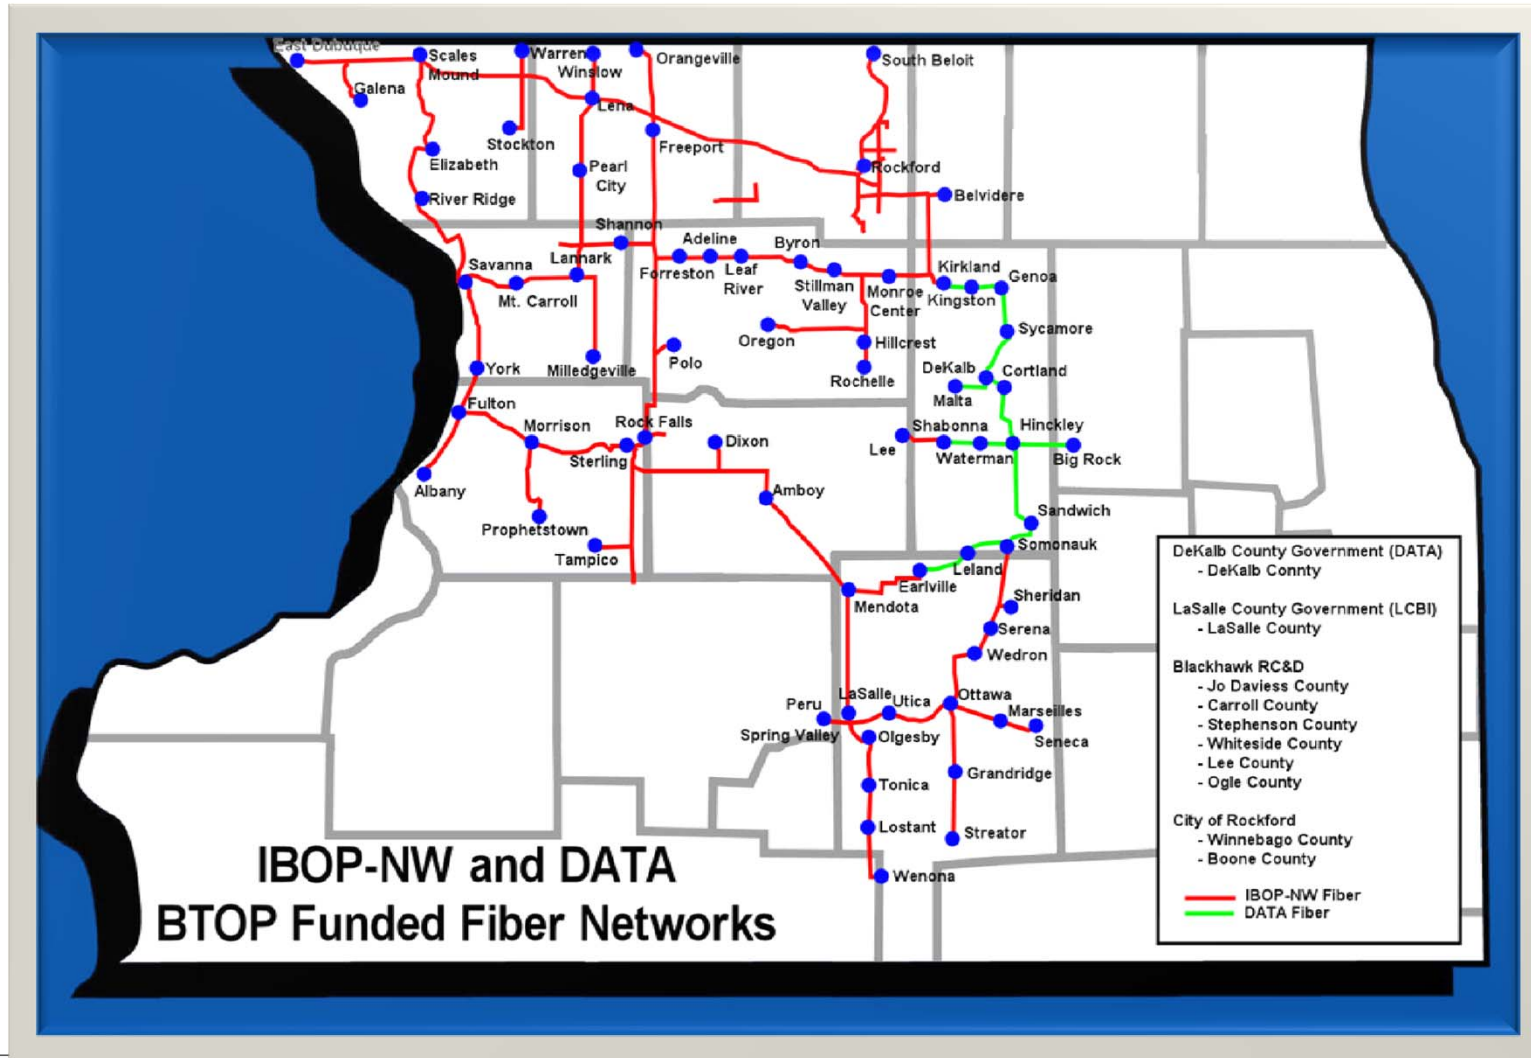 East Dubuque
Scales
Mound
Warren
Winslow
Orangeville
South Beloit
Galena
Lena
Stockton
Freeport
Elizabeth
Pearl
City
Rockford
River Ridge
Belvidere
Shannon
Adeline
Byron
Savanna
Lannark
Forreston
Leaf
River
Stillman
Valley
Monroe
Center
Kirkland
Kingston
Genoa
Mt. Carroll
Oregon
Hillcrest
Sycamore
York
Milledgeville
Polo
Rochelle
DeKalb
Cortland
Malta
Fulton
Morrison
Rock Falls
Dixon
Shabonna
Hinckley
Sterling
Lee
Waterman
Big Rock
Albany
Amboy
Prophetstown
Sandwich
Tampico
Somonauk
Leland
Earlville
Mendota
Sheridan
Serena
Wedron
Peru
LaSalle
Utica
Ottawa
Marseilles
Spring Valley
Olgesby
Seneca
Grandridge
Tonica
Lostant
Streator
Wenona
DeKalb County Government (DATA)
- DeKalb Connty
LaSalle County Government (LCBI)
- LaSalle County
Blackhawk RC&D
- Jo Daviess County
- Carroll County
- Stephenson County
- Whiteside County
- Lee County
- Ogle County
City of Rockford
- Winnebago County
- Boone County
IBOP-NW Fiber
DATA Fiber
IBOP-NW and DATA
BTOP Funded Fiber Networks